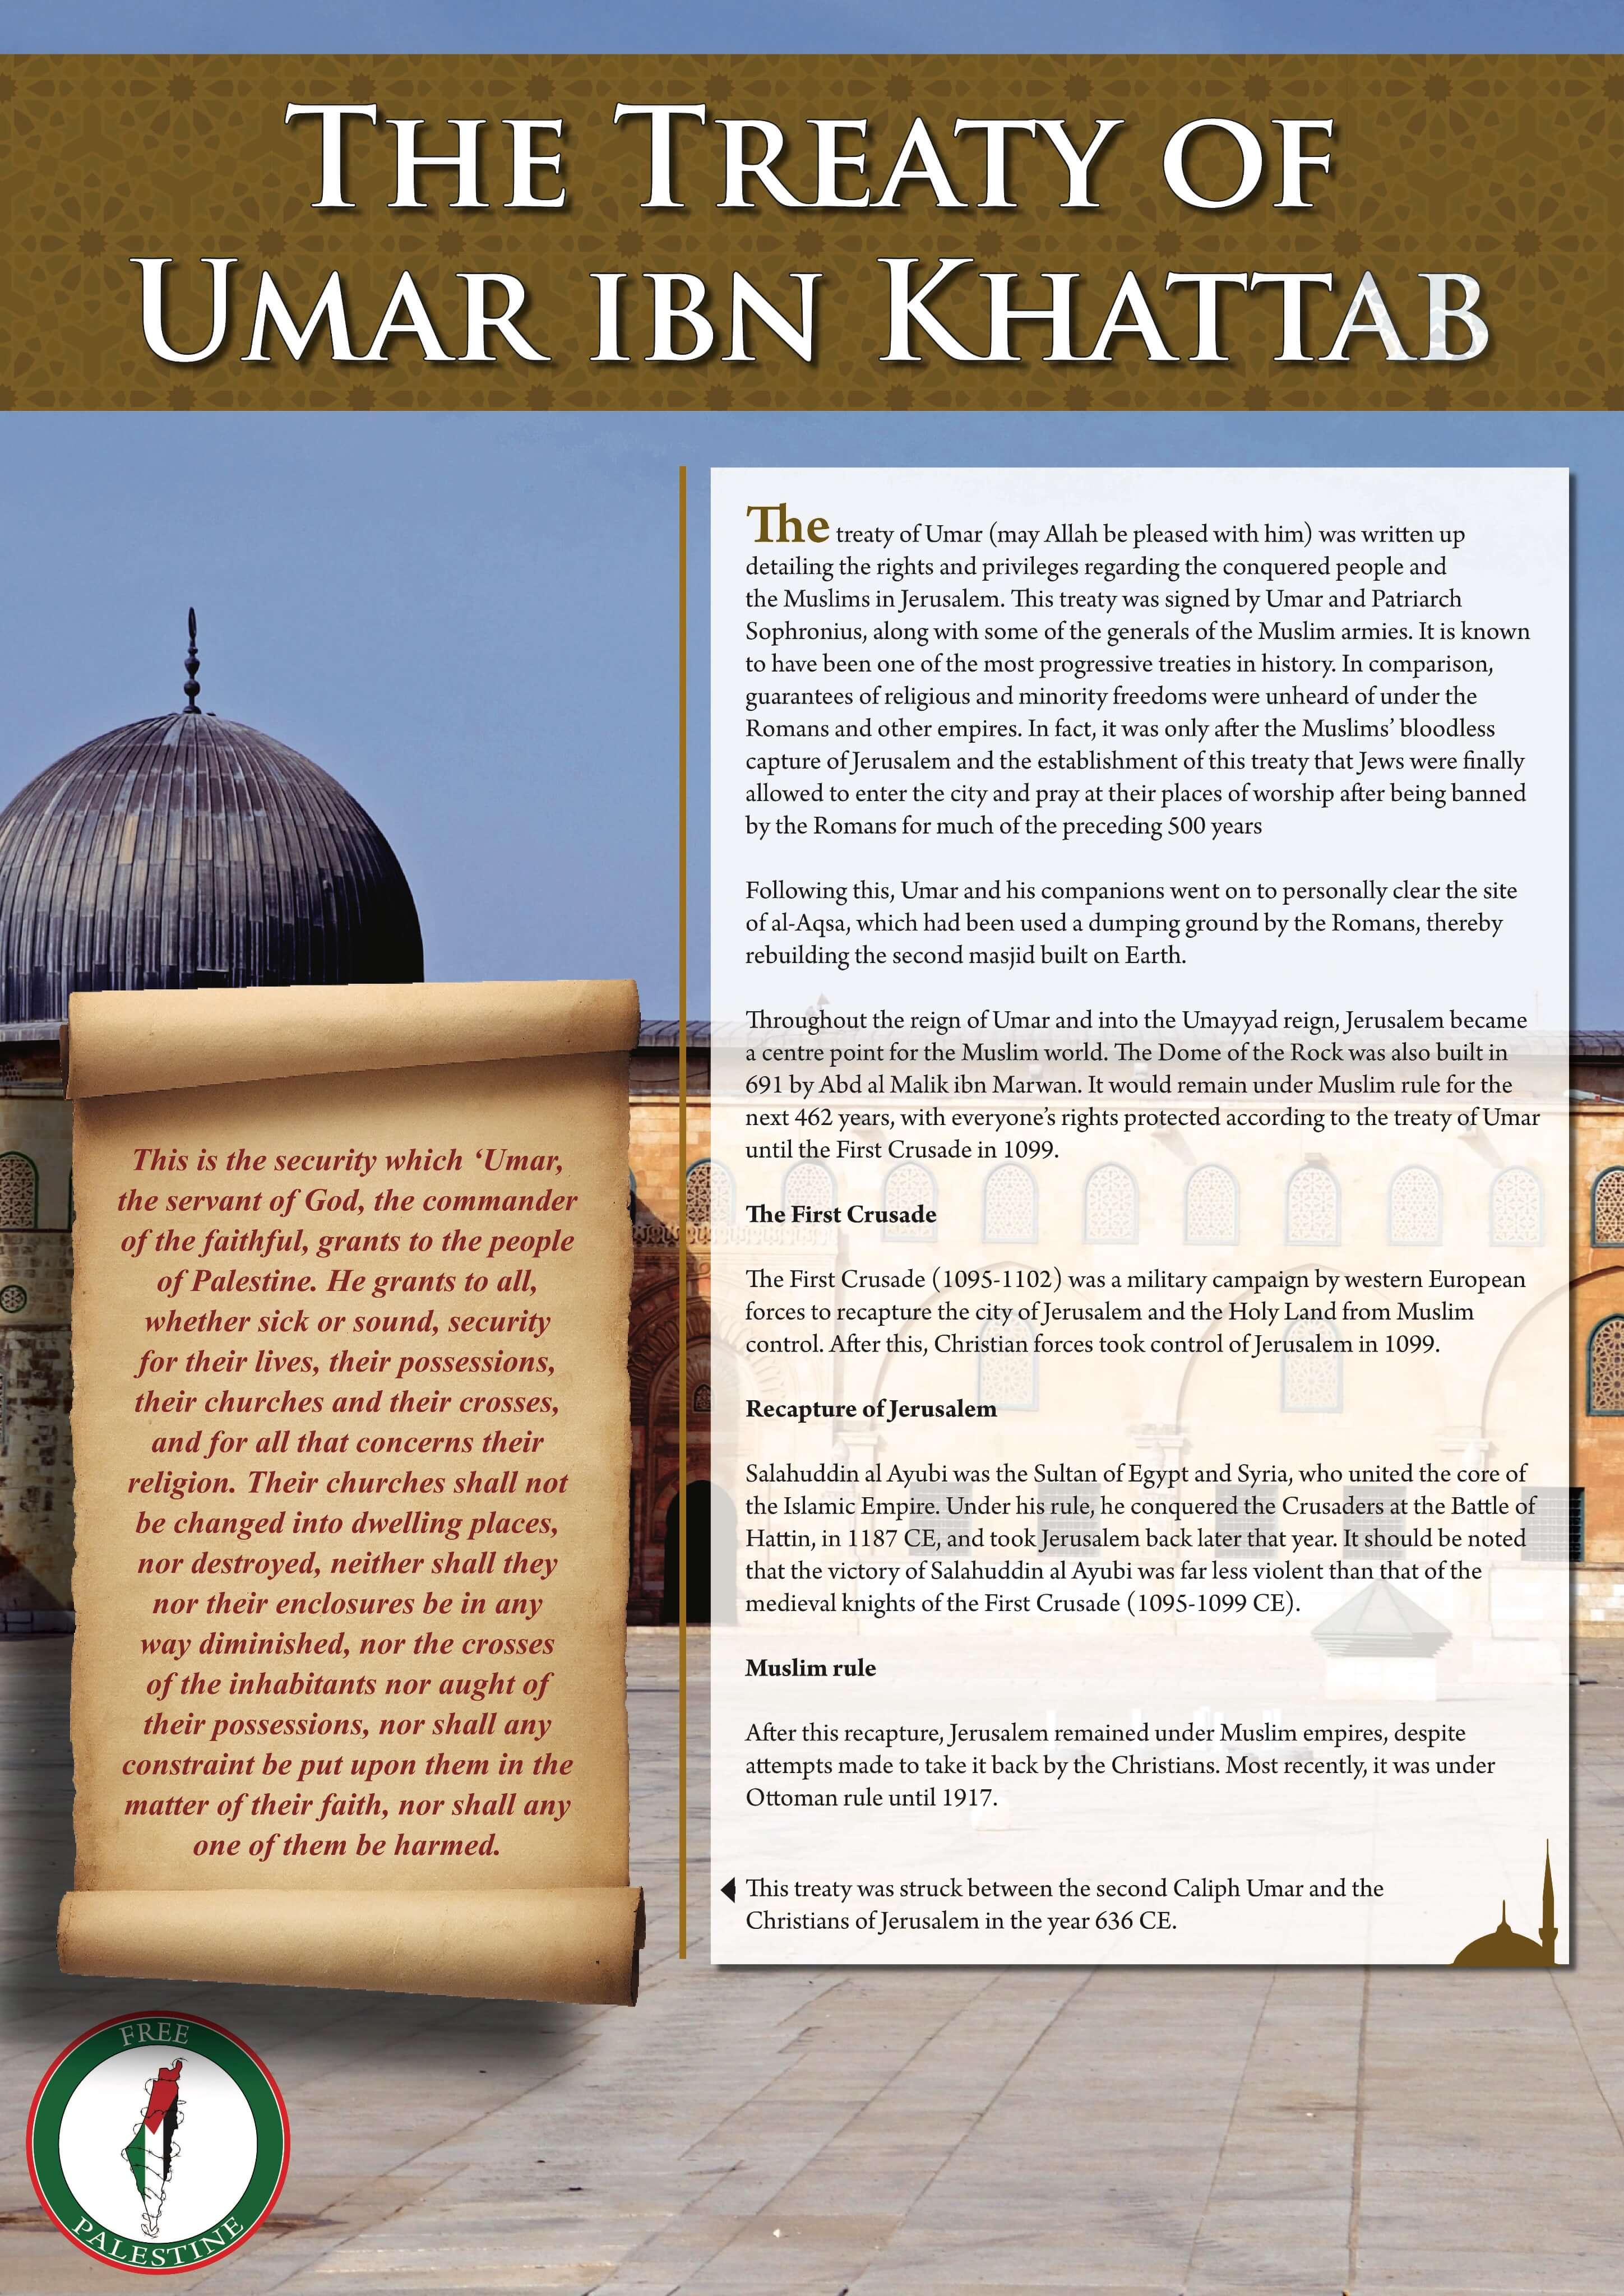 THE TREATY OF
UMAR IBN KHATTAB
This is the security which ‘Umar,
the servant of God, the commander
of the faithful, grants to the people
of Palestine. He grants to all,
whether sick or sound, security
for their lives, their possessions,
their churches and their crosses,
and for all that concerns their
religion. Their churches shall not
be changed into dwelling places,
nor destroyed, neither shall they
nor their enclosures be in any
way diminished, nor the crosses
of the inhabitants nor aught of
their possessions, nor shall any
constraint be put upon them in the
matter of their faith, nor shall any
one of them be harmed.
The treaty of Umar (may Allah be pleased with him) was written up
detailing the rights and privileges regarding the conquered people and
the Muslims in Jerusalem. This treaty was signed by Umar and Patriarch
Sophronius, along with some of the generals of the Muslim armies. It is known
to have been one of the most progressive treaties in history. In comparison,
guarantees of religious and minority freedoms were unheard of under the
Romans and other empires. In fact, it was only after the Muslims’ bloodless
capture of Jerusalem and the establishment of this treaty that Jews were finally
allowed to enter the city and pray at their places of worship after being banned
by the Romans for much of the preceding 500 years
Following this, Umar and his companions went on to personally clear the site
of al-Aqsa, which had been used a dumping ground by the Romans, thereby
rebuilding the second masjid built on Earth.
Throughout the reign of Umar and into the Umayyad reign, Jerusalem became
a centre point for the Muslim world. The Dome of the Rock was also built in
691 by Abd al Malik ibn Marwan. It would remain under Muslim rule for the
next 462 years, with everyone’s rights protected according to the treaty of Umar
until the First Crusade in 1099.
The First Crusade
The First Crusade (1095-1102) was a military campaign by western European
forces to recapture the city of Jerusalem and the Holy Land from Muslim
control. After this, Christian forces took control of Jerusalem in 1099.
Recapture of Jerusalem
Salahuddin al Ayubi was the Sultan of Egypt and Syria, who united the core of
the Islamic Empire. Under his rule, he conquered the Crusaders at the Battle of
Hattin, in 1187 CE, and took Jerusalem back later that year. It should be noted
that the victory of Salahuddin al Ayubi was far less violent than that of the
medieval knights of the First Crusade (1095-1099 CE).
Muslim rule
After this recapture, Jerusalem remained under Muslim empires, despite
attempts made to take it back by the Christians. Most recently, it was under
Ottoman rule until 1917.
This treaty was struck between the second Caliph Umar and the
Christians of Jerusalem in the year 636 CE.
FREE
PALESTINE